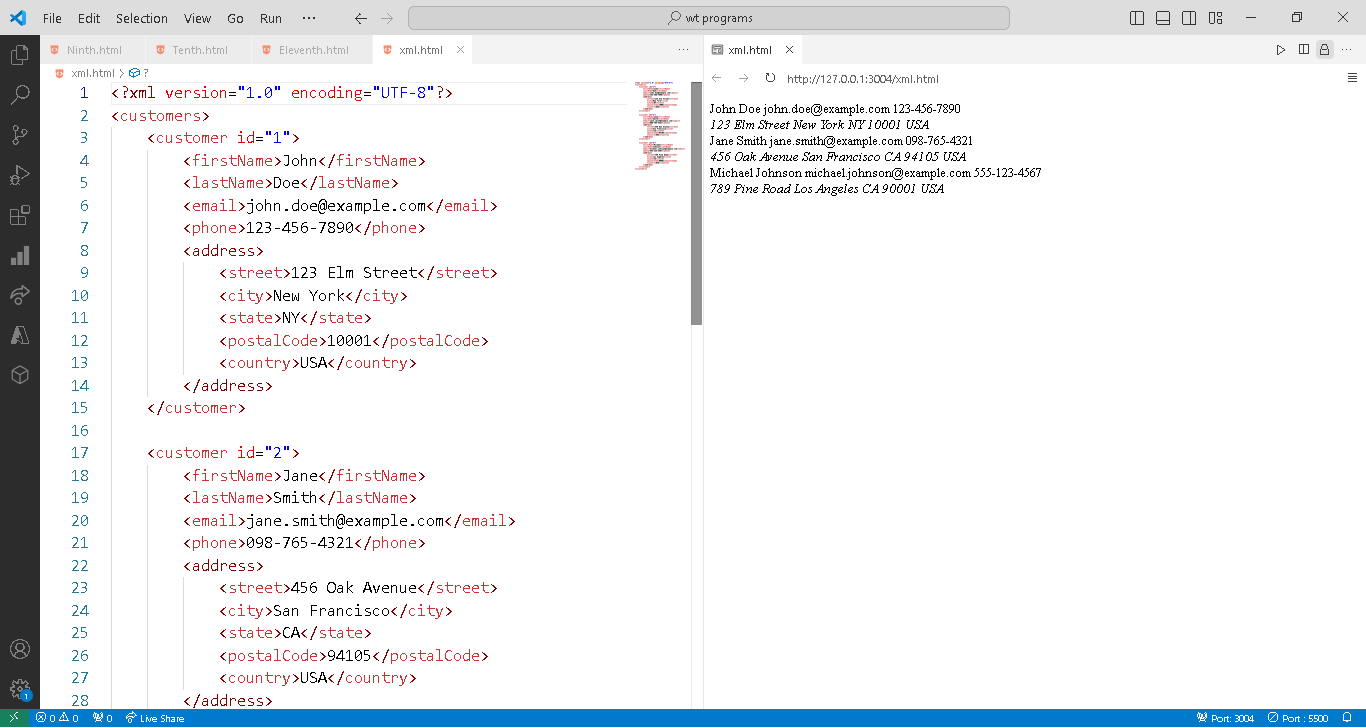 File Edit Selection View Go Run ··· wt programs
Ninth.html Tenth.html Eleventh.html xml.html
xml.html > ?
1 <?xml version="1.0" encoding="UTF-8"?>
2 <customers>
3 <customer id="1">
4 <firstName>John</firstName>
5 <lastName>Doe</lastName>
6 <email>john.doe@example.com</email>
7 <phone>123-456-7890</phone>
8 <address>
9 <street>123 Elm Street</street>
10 <city>New York</city>
11 <state>NY</state>
12 <postalCode>10001</postalCode>
13 <country>USA</country>
14 </address>
15 </customer>
16
17 <customer id="2">
18 <firstName>Jane</firstName>
19 <lastName>Smith</lastName>
20 <email>jane.smith@example.com</email>
21 <phone>098-765-4321</phone>
22 <address>
23 <street>456 Oak Avenue</street>
24 <city>San Francisco</city>
25 <state>CA</state>
26 <postalCode>94105</postalCode>
27 <country>USA</country>
28 </address>
xml.html
http://127.0.0.1:3004/xml.html
John Doe john.doe@example.com 123-456-7890
123 Elm Street New York NY 10001 USA
Jane Smith jane.smith@example.com 098-765-4321
456 Oak Avenue San Francisco CA 94105 USA
Michael Johnson michael.johnson@example.com 555-123-4567
789 Pine Road Los Angeles CA 90001 USA
1
0 0 0 Live Share Port: 3004 Port : 5500